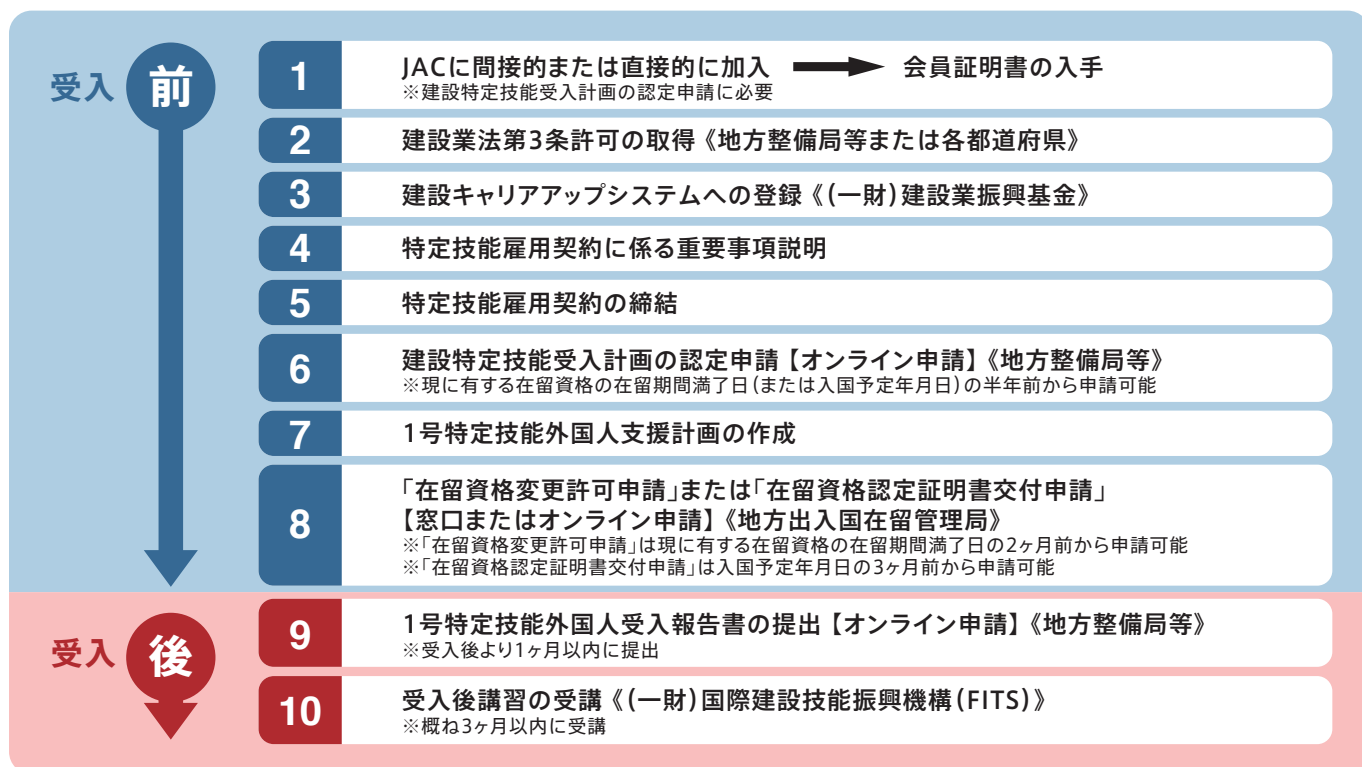 受入 前
1 JACに間接的または直接的に加入 → 会員証明書の入手
※建設特定技能受入計画の認定申請に必要
2 建設業法第3条許可の取得《地方整備局等または各都道府県》
3 建設キャリアアップシステムへの登録《(一財)建設業振興基金》
4 特定技能雇用契約に係る重要事項説明
5 特定技能雇用契約の締結
6 建設特定技能受入計画の認定申請【オンライン申請】《地方整備局等》
※現に有する在留資格の在留期間満了日(または入国予定年月日)の半年前から申請可能
7 1号特定技能外国人支援計画の作成
8 「在留資格変更許可申請」または「在留資格認定証明書交付申請」
【窓口またはオンライン申請】《地方出入国在留管理局》
※「在留資格変更許可申請」は現に有する在留資格の在留期間満了日の2ヶ月前から申請可能
※「在留資格認定証明書交付申請」は入国予定年月日の3ヶ月前から申請可能
受入 後
9 1号特定技能外国人受入報告書の提出【オンライン申請】《地方整備局等》
※受入後より1ヶ月以内に提出
10 受入後講習の受講《(一財)国際建設技能振興機構(FITS)》
※概ね3ヶ月以内に受講